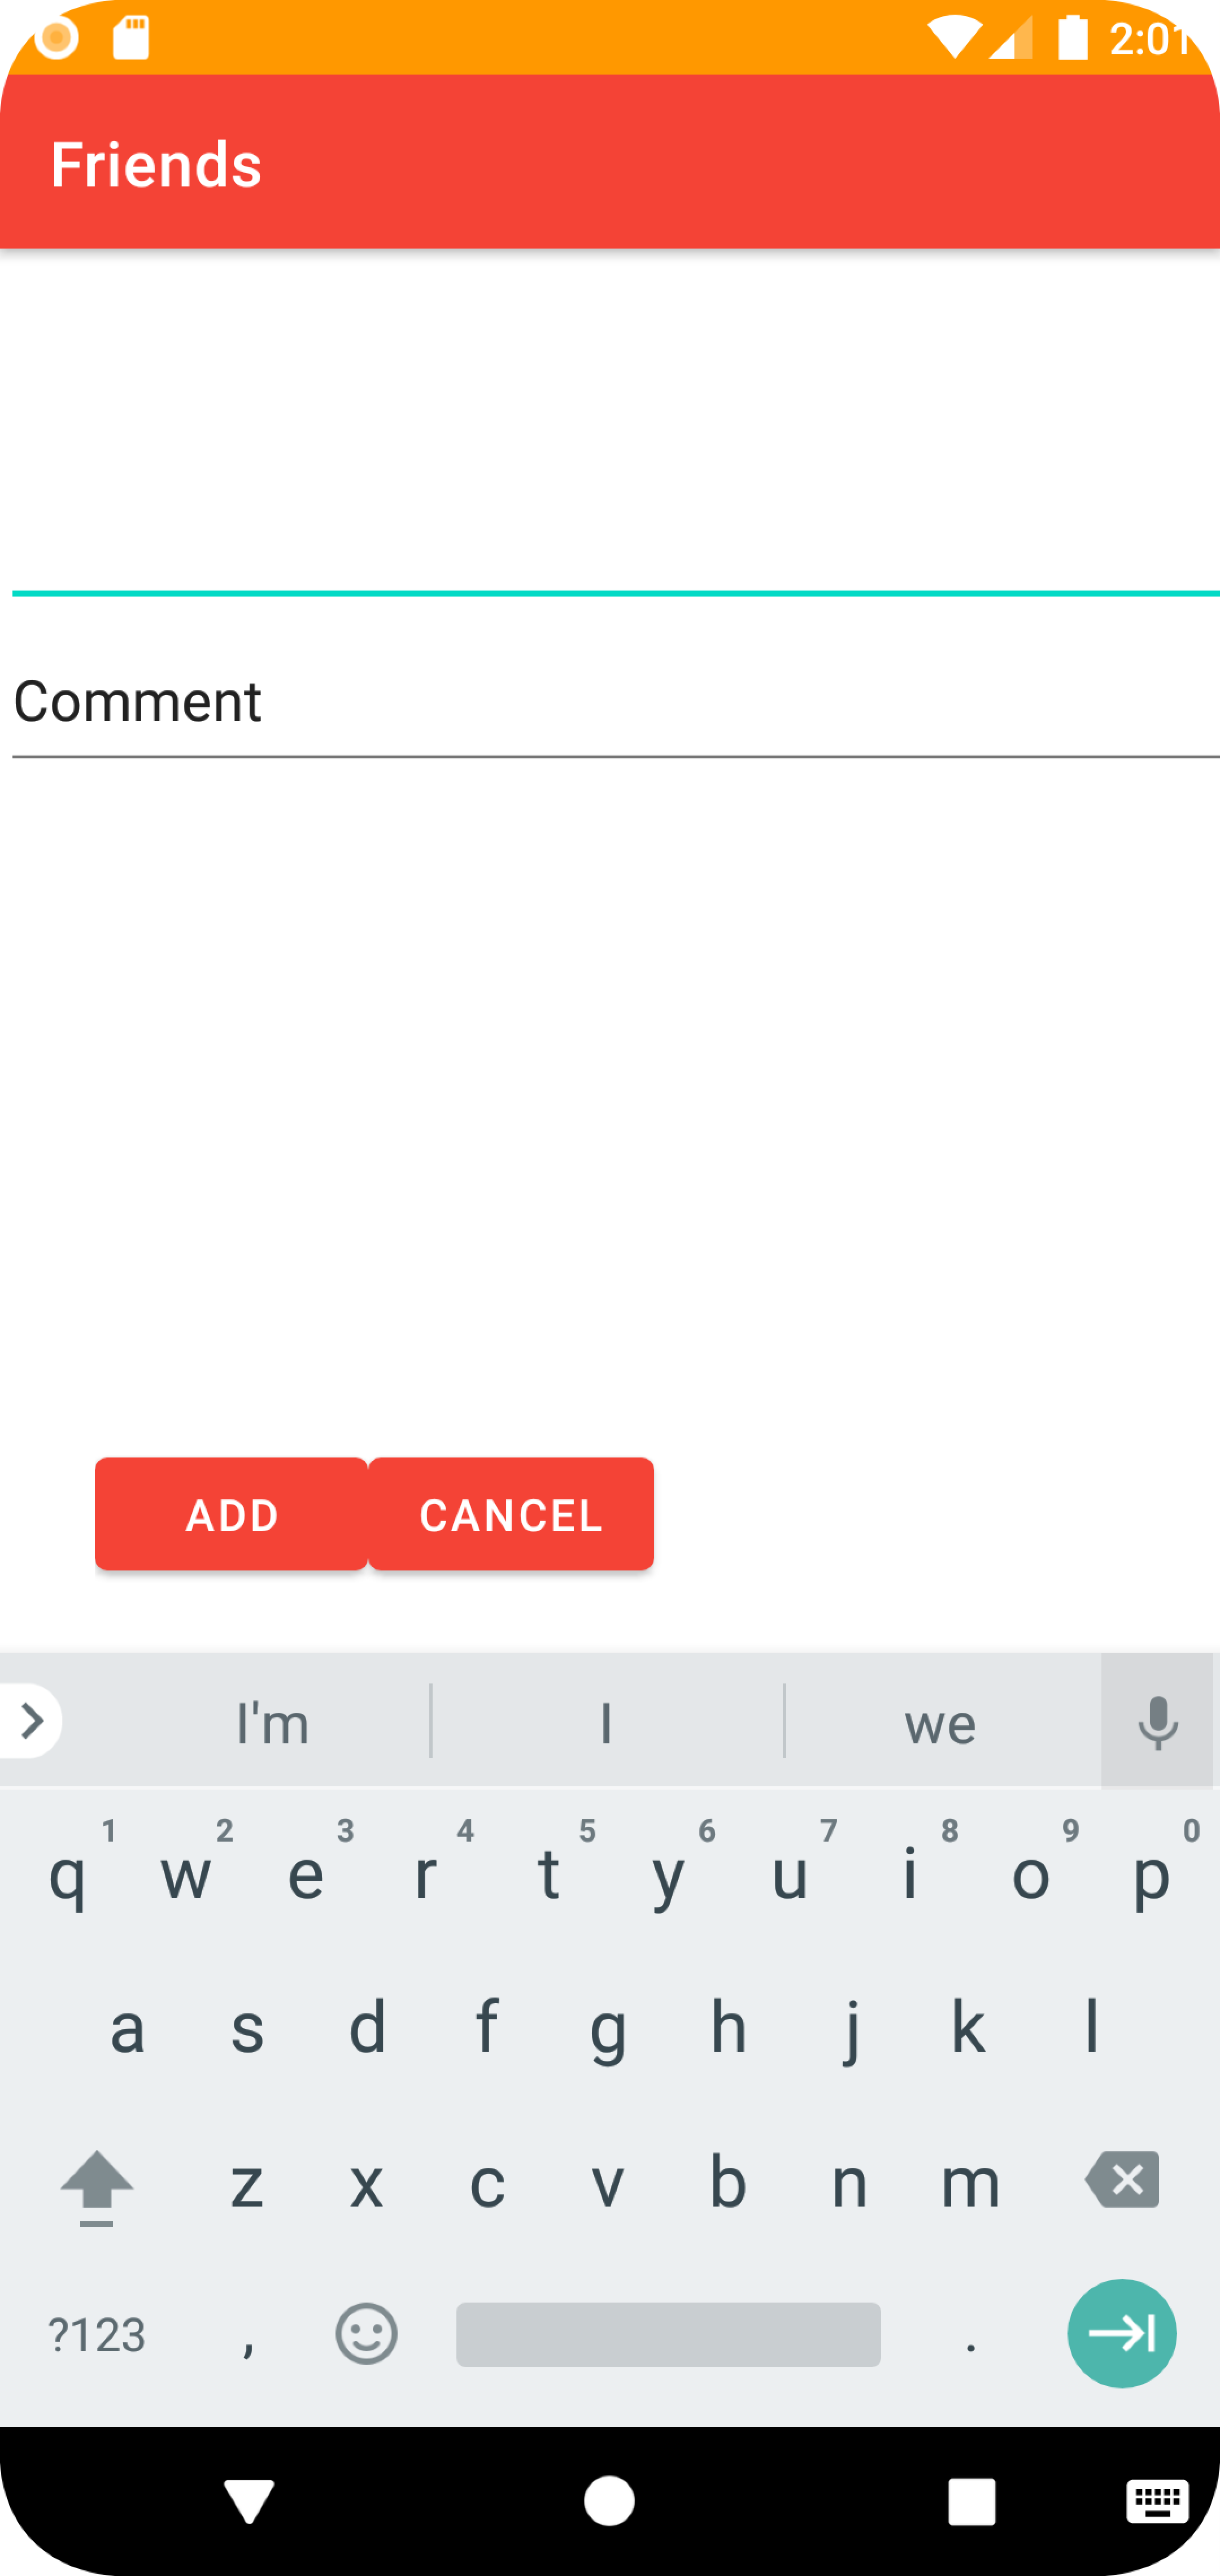 2:01
Friends
Comment
ADD CANCEL
I'm I we
1 2 3 4 5 6 7 8 9 0
q w e r t y u i o p
a s d f g h j k l
z x c v b n m
?123 , .